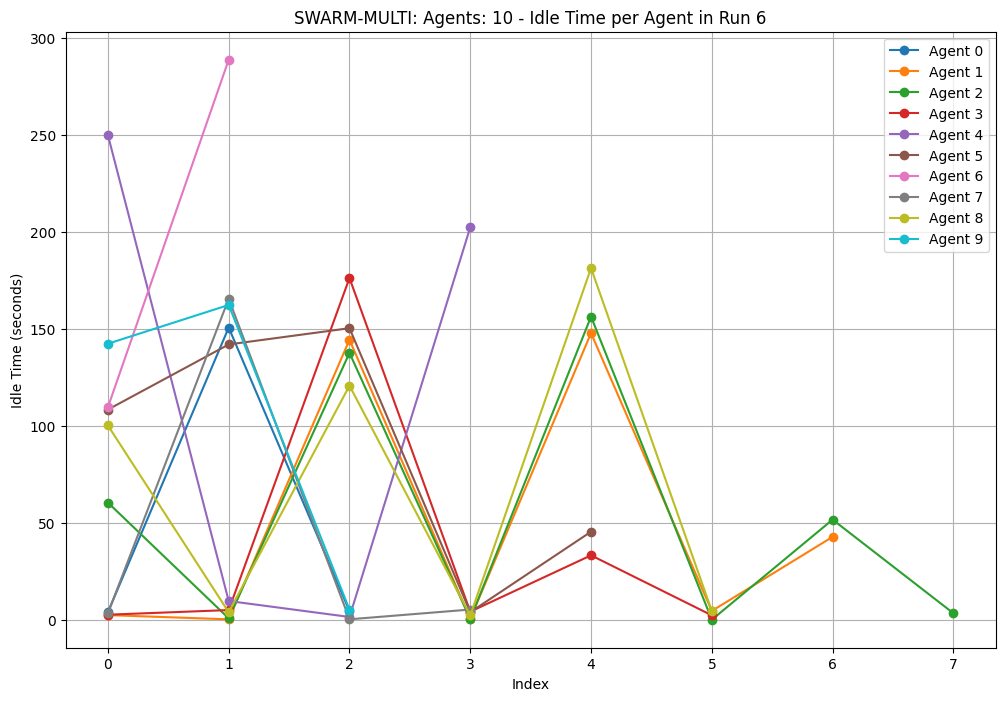 SWARM-MULTI: Agents: 10 - Idle Time per Agent in Run 6
Idle Time (seconds)
300
250
200
150
100
50
0
0 1 2 3 4 5 6 7
Index
Agent 0
Agent 1
Agent 2
Agent 3
Agent 4
Agent 5
Agent 6
Agent 7
Agent 8
Agent 9